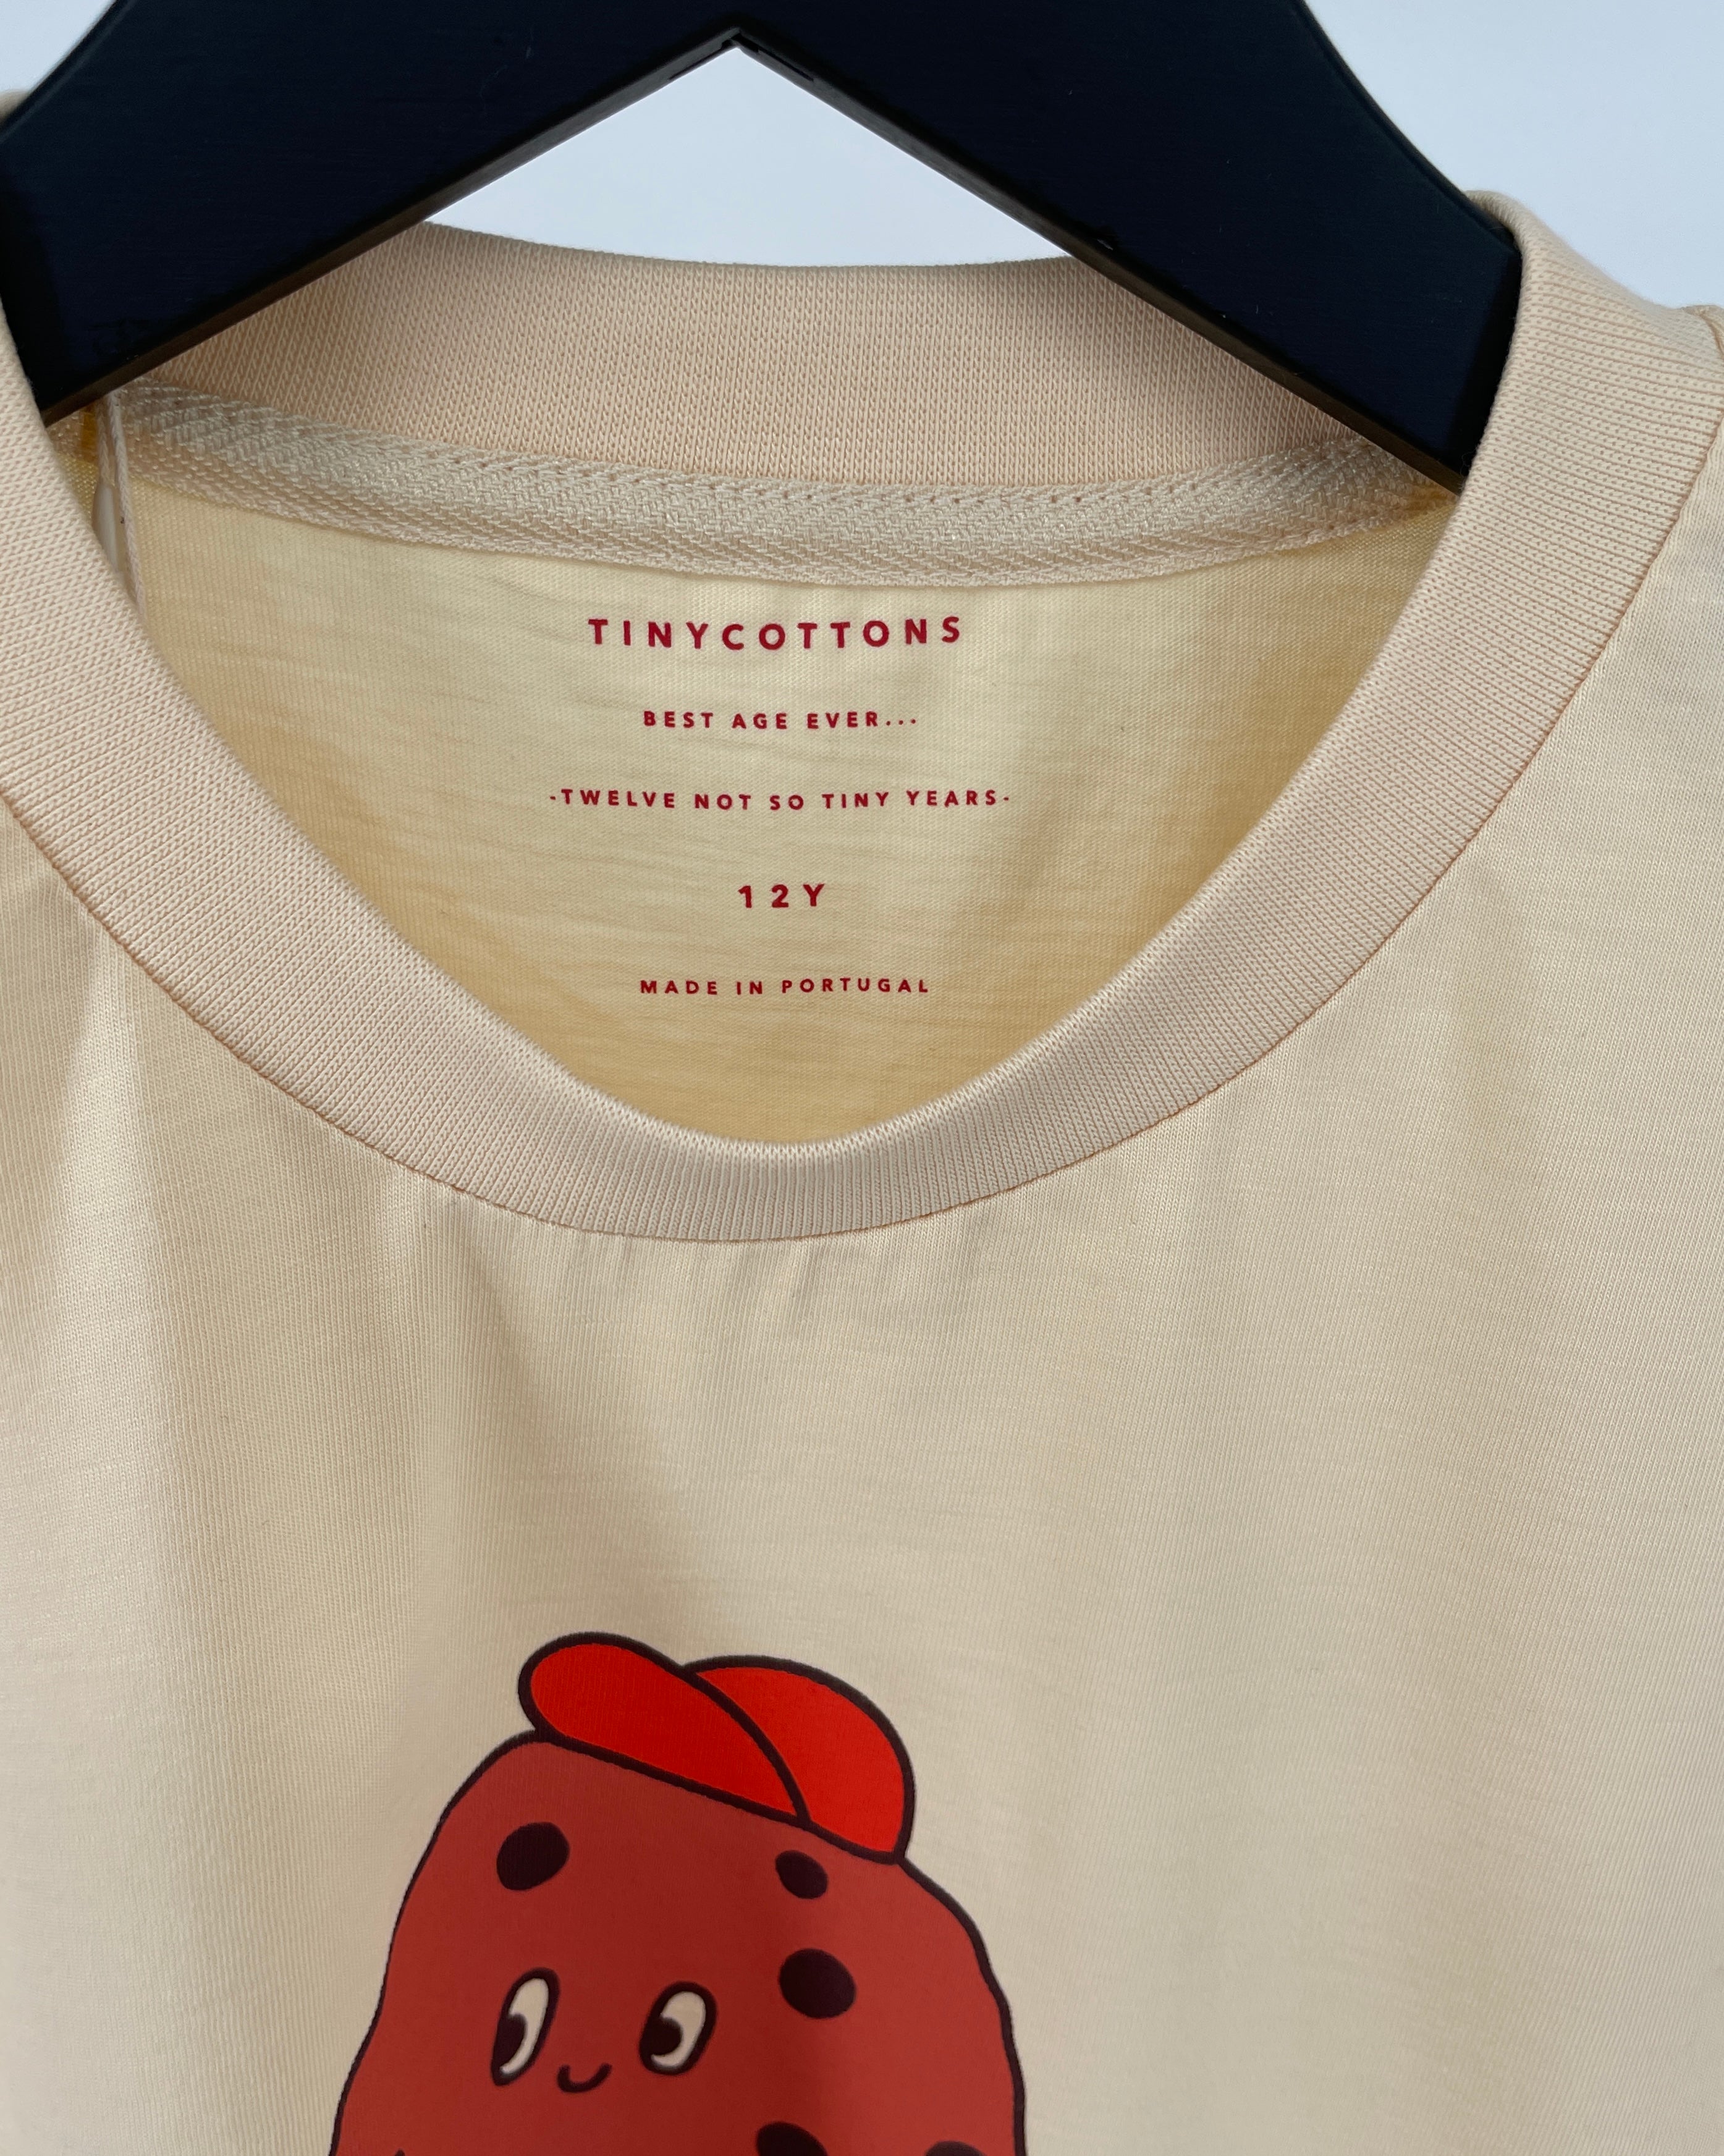 TINYCOTTONS
BEST AGE EVER...
-TWELVE NOT SO TINY YEARS-
12Y
MADE IN PORTUGAL